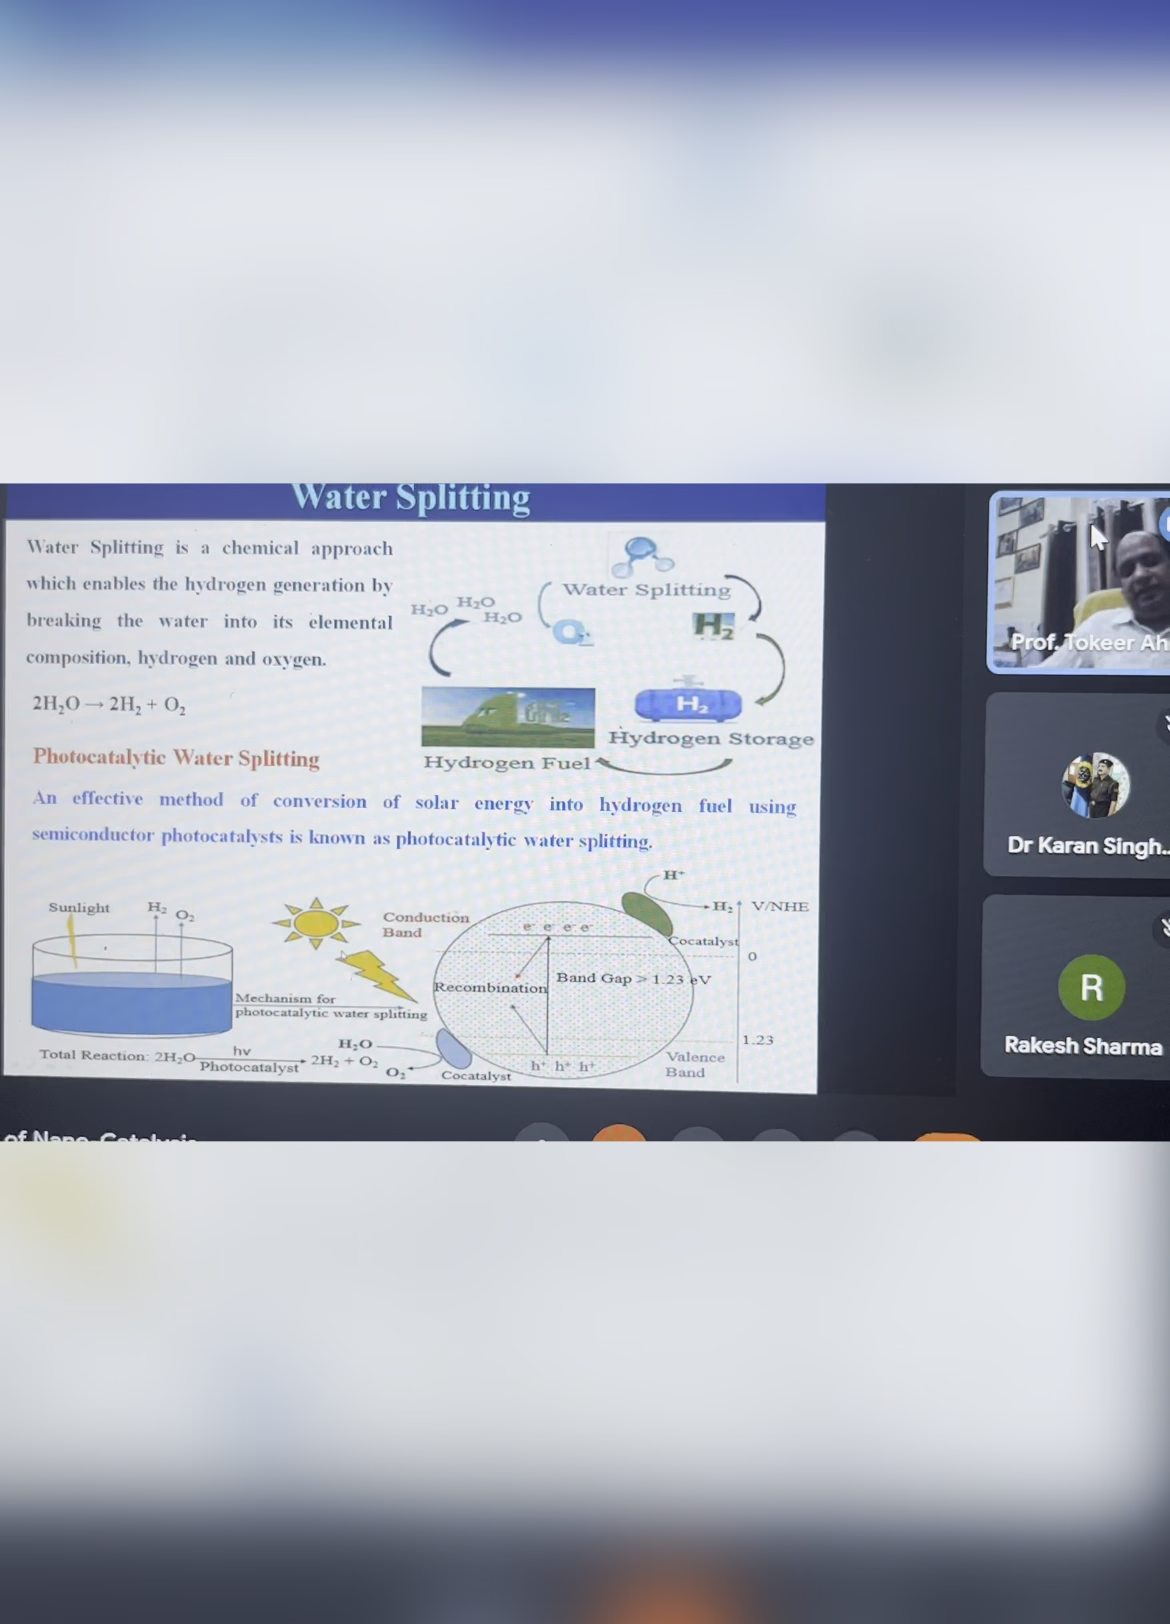 Water Splitting
Water Splitting is a chemical approach
which enables the hydrogen generation by
breaking the water into its elemental
composition, hydrogen and oxygen.
2H₂O → 2H₂ + O₂
Water Splitting
H₂O H₂O
H₂O
O₂
H₂
H₂
Hydrogen Storage
Hydrogen Fuel
Photocatalytic Water Splitting
An effective method of conversion of solar energy into hydrogen fuel using
semiconductor photocatalysts is known as photocatalytic water splitting.
Sunlight
H₂
O₂
Mechanism for
photocatalytic water splitting
Total Reaction: 2H₂O hv Photocatalyst 2H₂ + O₂
Conduction
Band
H⁺
H₂
V/NHE
e⁻ e⁻ e⁻ e⁻
Cocatalyst
0
Recombination
Band Gap > 1.23 eV
1.23
H₂O
O₂
Cocatalyst
h⁺ h⁺ h⁺
Valence
Band
Prof. Tokeer Ah
Dr Karan Singh...
R
Rakesh Sharma
of Nano-Catalysis